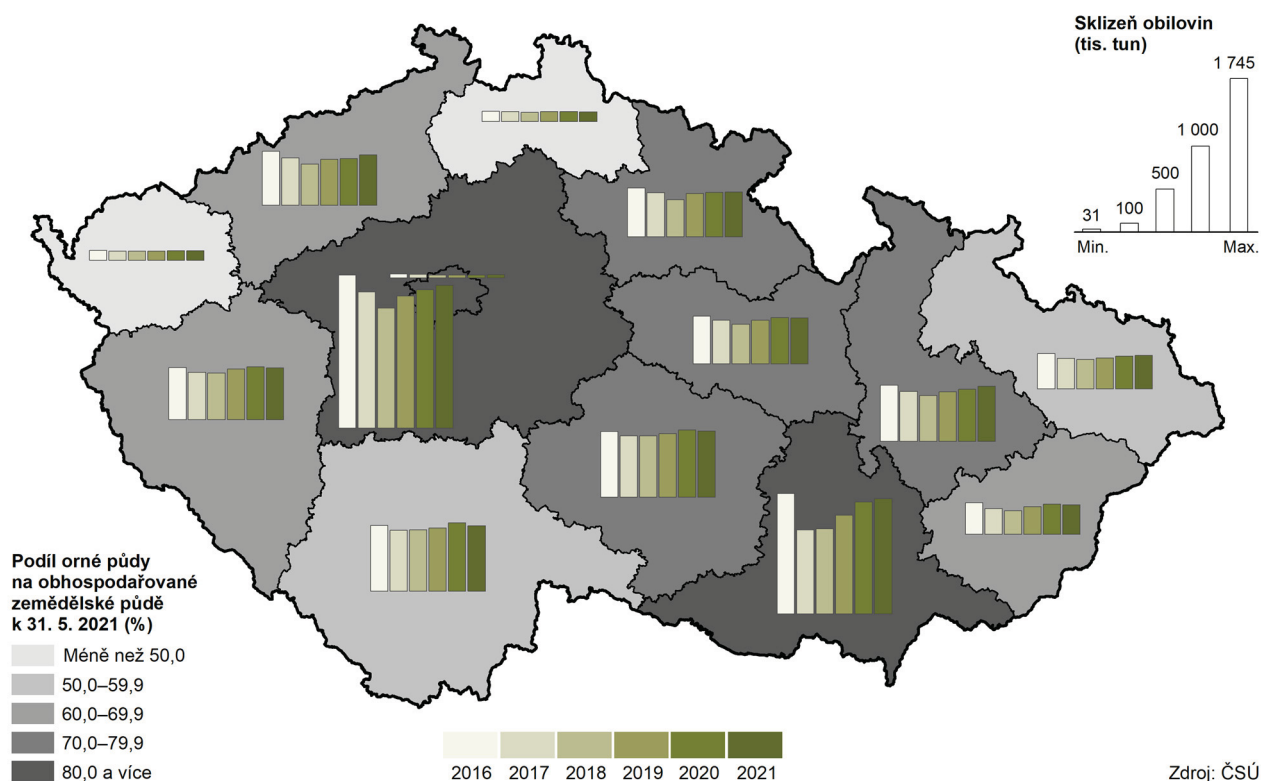 Sklizeň obilovin
(tis. tun)
1 745
1 000
500
100
31
Min.
Max.
Podíl orné půdy
na obhospodařované
zemědělské půdě
k 31. 5. 2021 (%)
Méně než 50,0
50,0–59,9
60,0–69,9
70,0–79,9
80,0 a více
2016 2017 2018 2019 2020 2021
Zdroj: ČSÚ